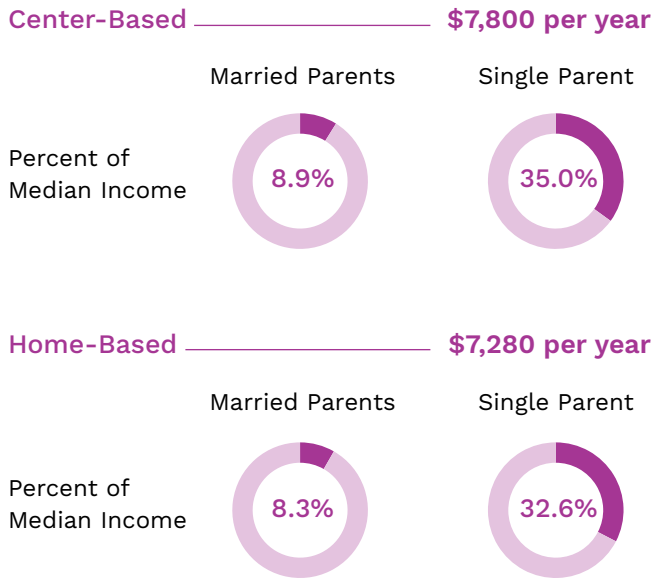 Center-Based $7,800 per year
Married Parents Single Parent
Percent of
Median Income
8.9% 35.0%
Home-Based $7,280 per year
Married Parents Single Parent
Percent of
Median Income
8.3% 32.6%